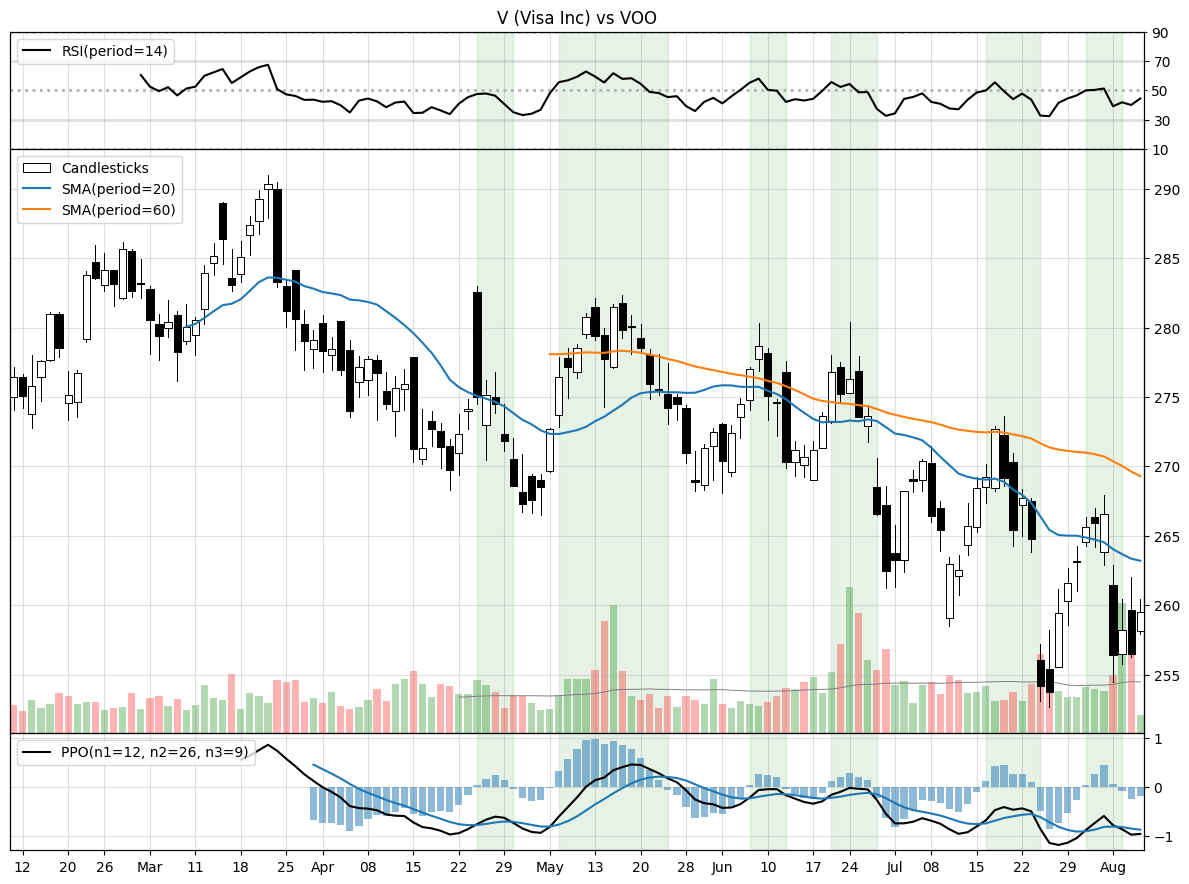 V (Visa Inc) vs VOO
RSI(period=14)
90
70
50
30
10
Candlesticks
SMA(period=20)
SMA(period=60)
290
285
280
275
270
265
260
255
PPO(n1=12, n2=26, n3=9)
1
0
−1
12 20 26 Mar 11 18 25 Apr 08 15 22 29 May 13 20 28 Jun 10 17 24 Jul 08 15 22 29 Aug